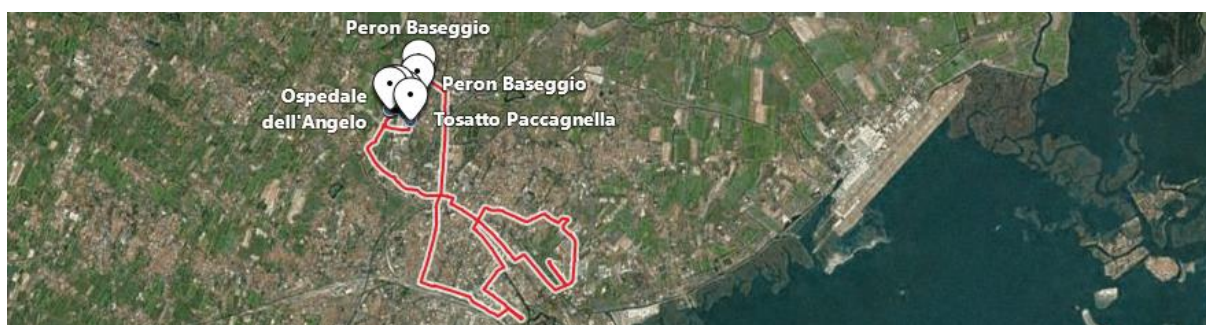 Peron Baseggio
Peron Baseggio
Ospedale
dell'Angelo
Tosatto Paccagnella